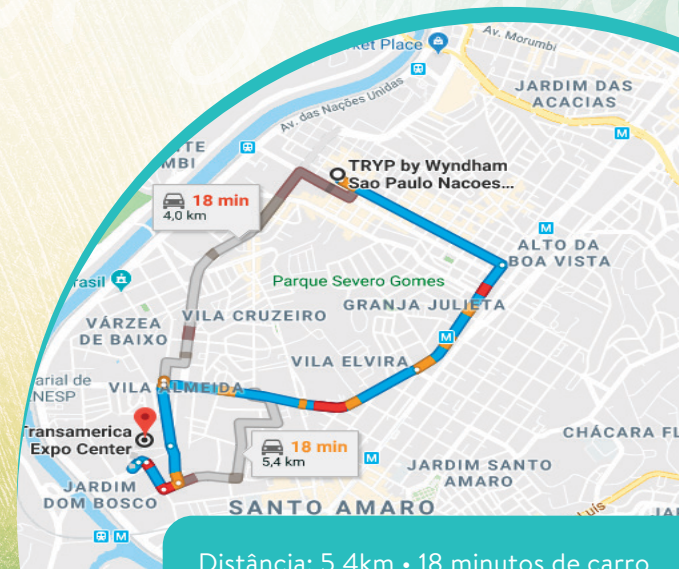 ket Place
Av. Morumbi
JARDIM DAS
ACACIAS
Av. das Nações Unidas
M
TRYP by Wyndham
Sao Paulo Nacoes...
18 min
4,0 km
M
ALTO DA
BOA VISTA
rasil
Parque Severo Gomes
GRANJA JULIETA
VILA CRUZEIRO
VÁRZEA
DE BAIXO
M
VILA ELVIRA
arial de
NESP
VILA ALMEIDA
ransamerica
Expo Center
18 min
5,4 km
M
CHÁCARA FL
JARDIM SANTO
AMARO
JARDIM
DOM BOSCO
SANTO AMARO
Luís
JAR
M
Distância: 5,4km • 18 minutos de carro